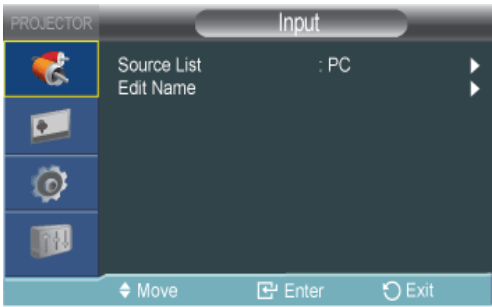 PROJECTOR Input
Source List : PC
Edit Name
Move Enter Exit